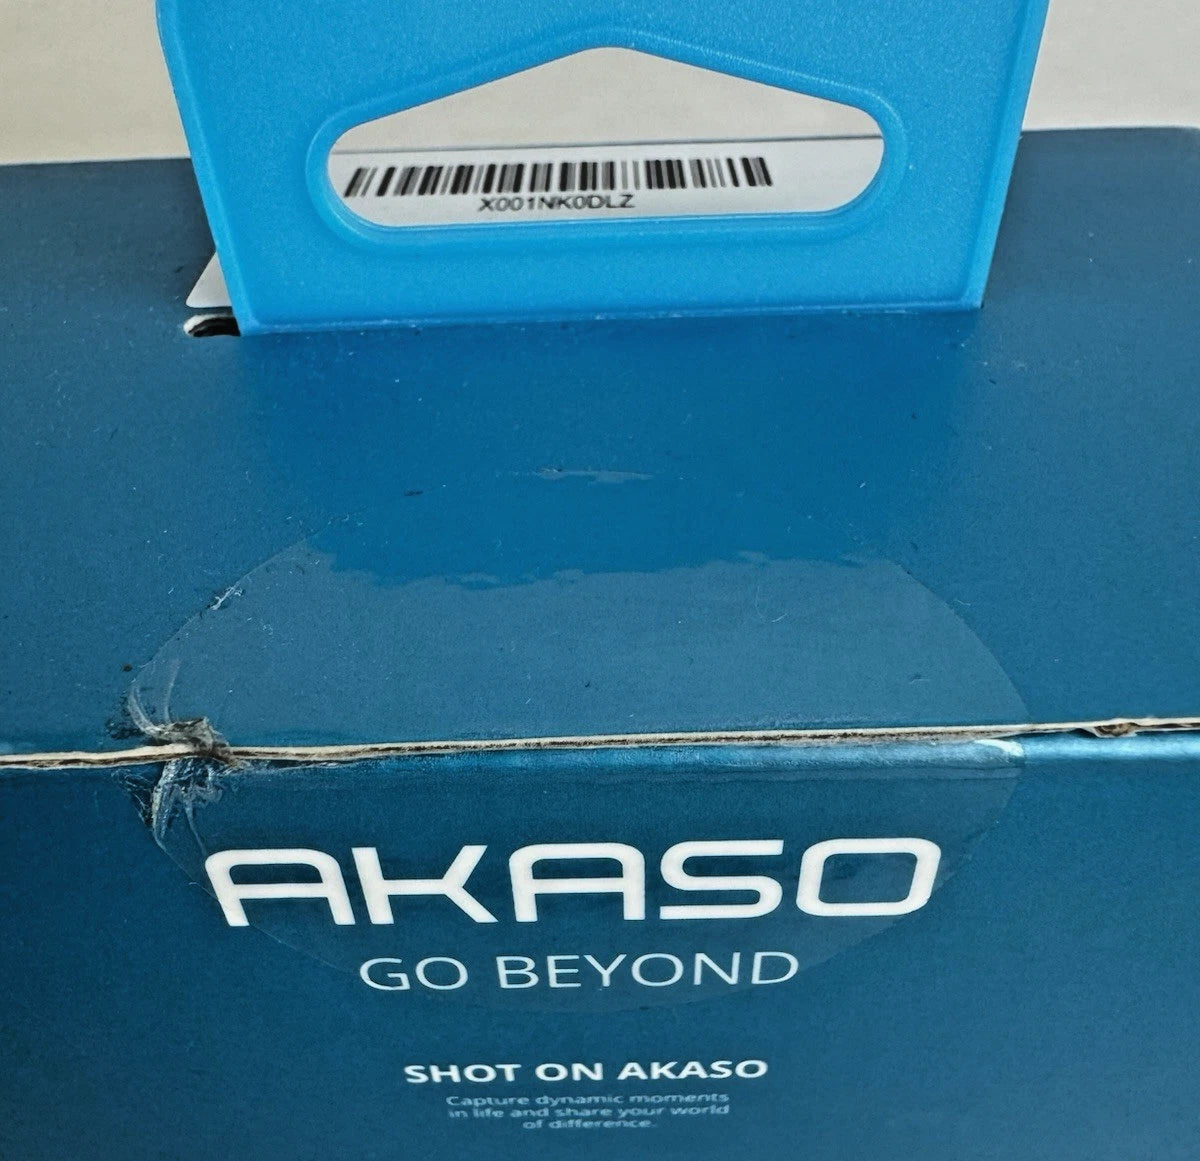 X001NK0DLZ
AKASO
GO BEYOND
SHOT ON AKASO
Capture dynamic moments
in life and share your world
of difference.